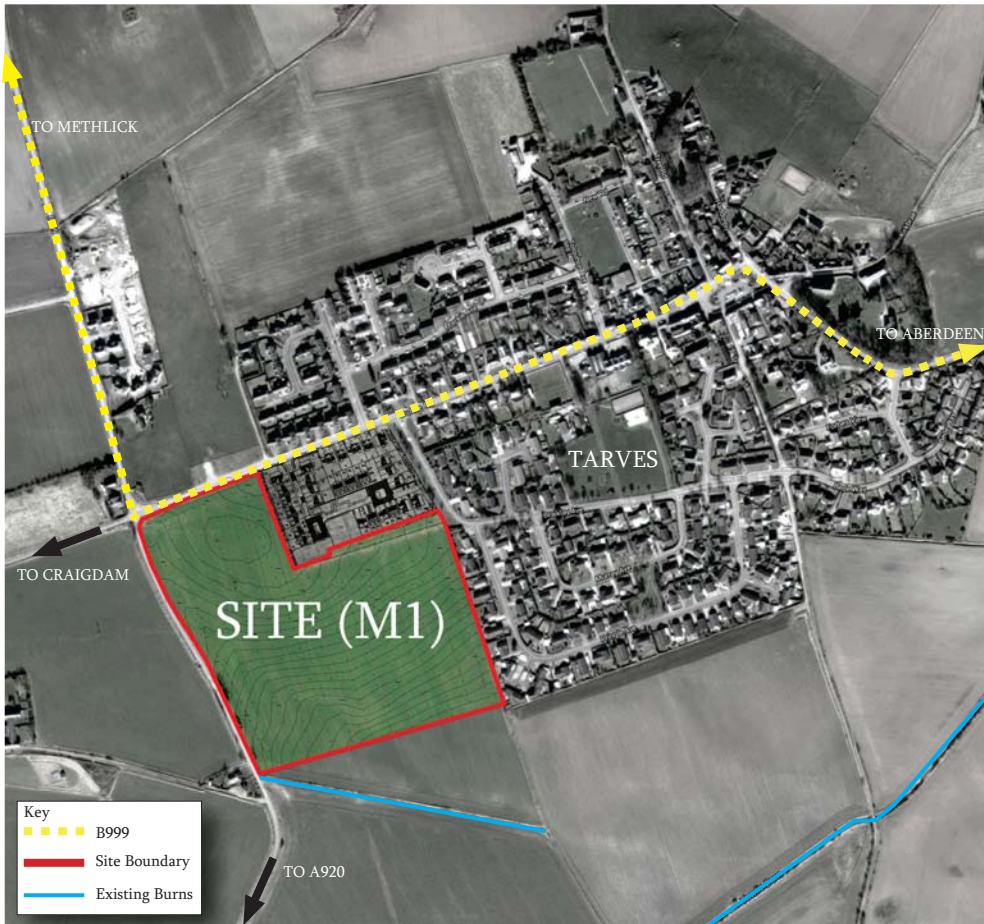 TO METHLICK
TO ABERDEEN
TARVES
TO CRAIGDAM
SITE (M1)
Key
B999
Site Boundary
Existing Burns
TO A920